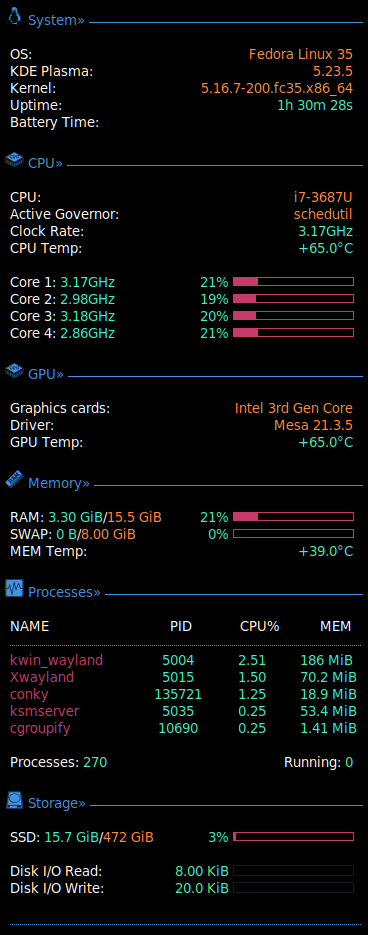 System»
OS: Fedora Linux 35
KDE Plasma: 5.23.5
Kernel: 5.16.7-200.fc35.x86_64
Uptime: 1h 30m 28s
Battery Time:
CPU»
CPU: i7-3687U
Active Governor: schedutil
Clock Rate: 3.17GHz
CPU Temp: +65.0°C
Core 1: 3.17GHz 21%
Core 2: 2.98GHz 19%
Core 3: 3.18GHz 20%
Core 4: 2.86GHz 21%
GPU»
Graphics cards: Intel 3rd Gen Core
Driver: Mesa 21.3.5
GPU Temp: +65.0°C
Memory»
RAM: 3.30 GiB/15.5 GiB 21%
SWAP: 0 B/8.00 GiB 0%
MEM Temp: +39.0°C
Processes»
NAME PID CPU% MEM
kwin_wayland 5004 2.51 186 MiB
Xwayland 5015 1.50 70.2 MiB
conky 135721 1.25 18.9 MiB
ksmserver 5035 0.25 53.4 MiB
cgroupify 10690 0.25 1.41 MiB
Processes: 270 Running: 0
Storage»
SSD: 15.7 GiB/472 GiB 3%
Disk I/O Read: 8.00 KiB
Disk I/O Write: 20.0 KiB